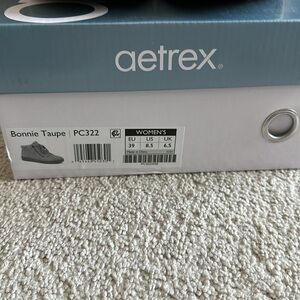 aetrex®
Bonnie Taupe | PC322
WOMEN'S
EU US UK
39 8.5 6.5